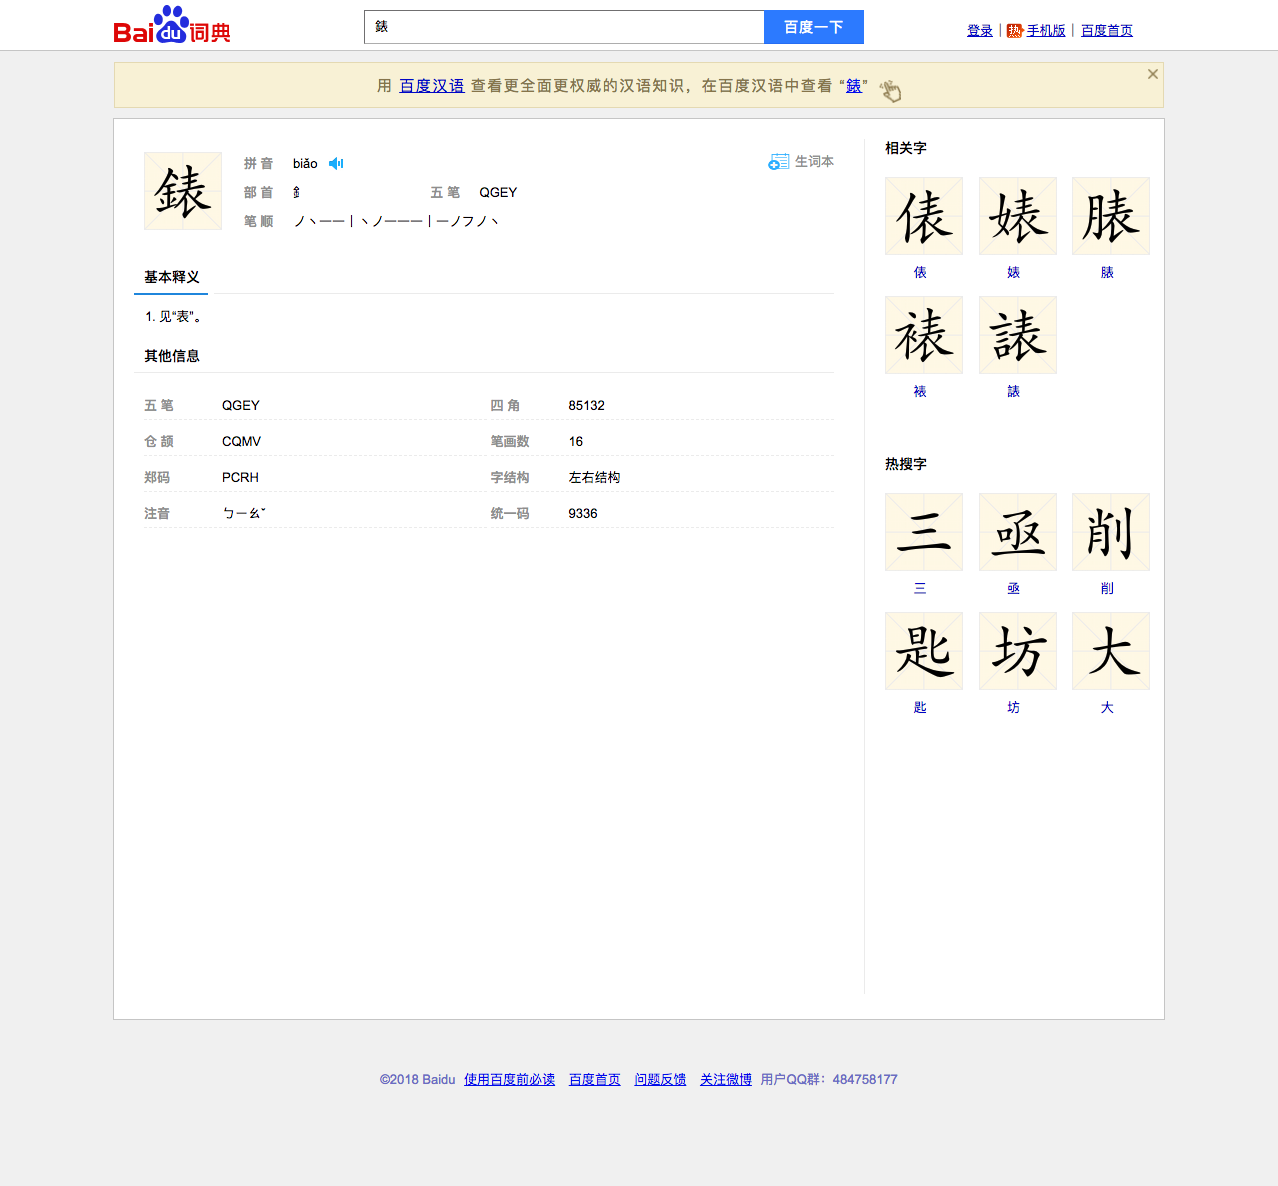 Baidu词典
錶
百度一下
登录 | 热 手机版 | 百度首页
用 百度汉语 查看更全面更权威的汉语知识，在百度汉语中查看 “錶”
錶
拼 音 biǎo
生词本
部 首 釒 五 笔 QGEY
笔 顺 ノ丶一一丨丶ノ一一一丨一ノフノ丶
基本释义
1. 见“表”。
其他信息
五 笔 QGEY 四 角 85132
仓 颉 CQMV 笔画数 16
郑码 PCRH 字结构 左右结构
注音 ㄅㄧㄠˇ 统一码 9336
相关字
俵 婊 脿
俵 婊 脿
裱 諘
裱 諘
热搜字
三 亟 削
三 亟 削
匙 坊 大
匙 坊 大
©2018 Baidu 使用百度前必读 百度首页 问题反馈 关注微博 用户QQ群：484758177